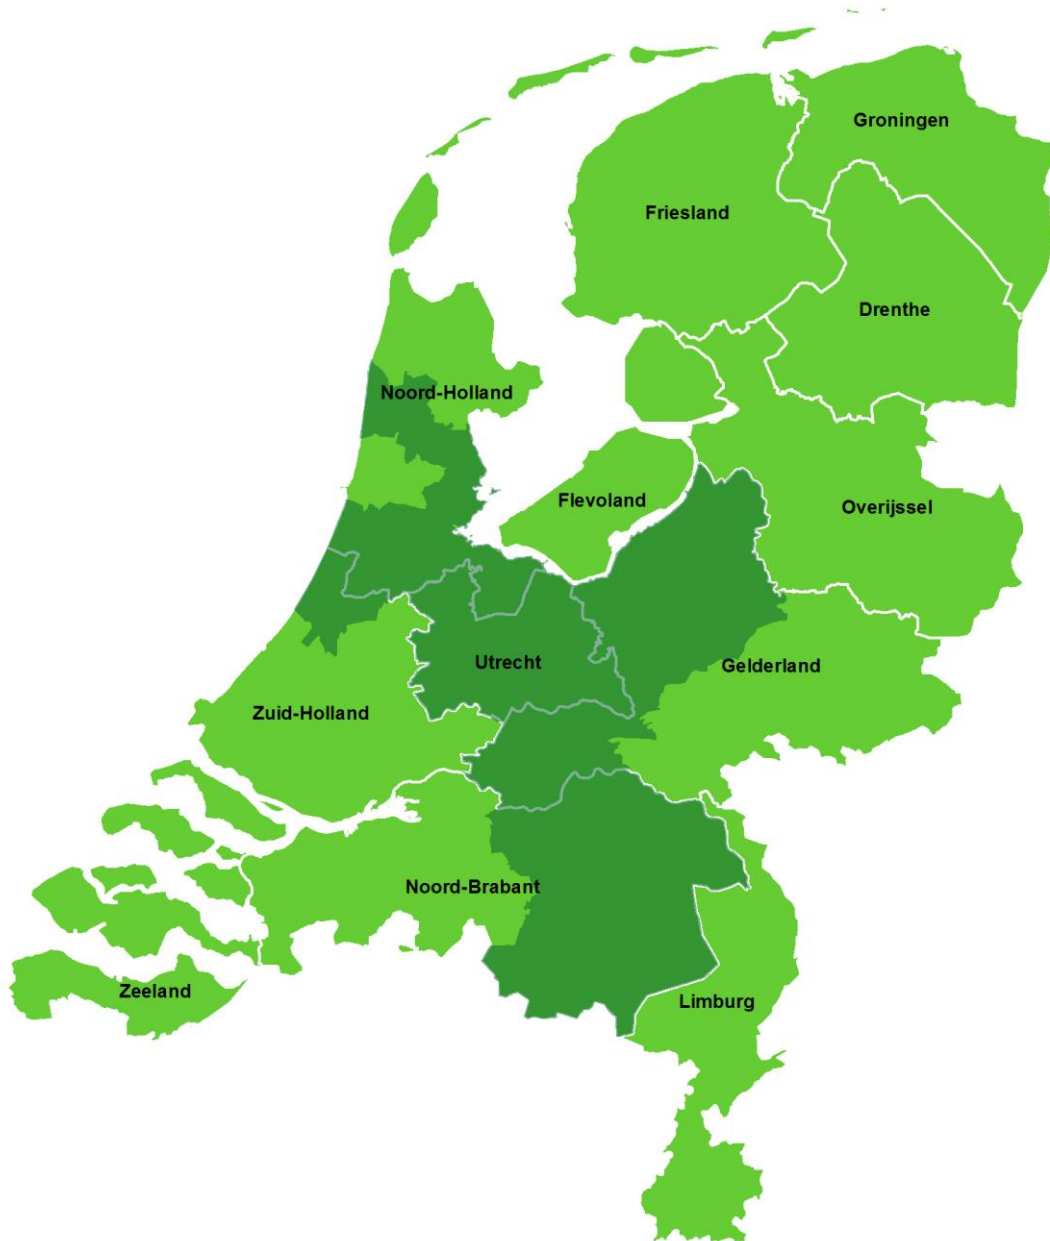 Groningen
Friesland
Drenthe
Noord-Holland
Flevoland
Overijssel
Utrecht
Gelderland
Zuid-Holland
Noord-Brabant
Zeeland
Limburg